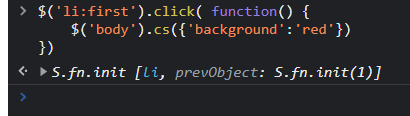 > $('li:first').click( function() {
$('body').cs({'background':'red'})
})
<· ▶ S.fn.init [li, prevObject: S.fn.init(1)]
>